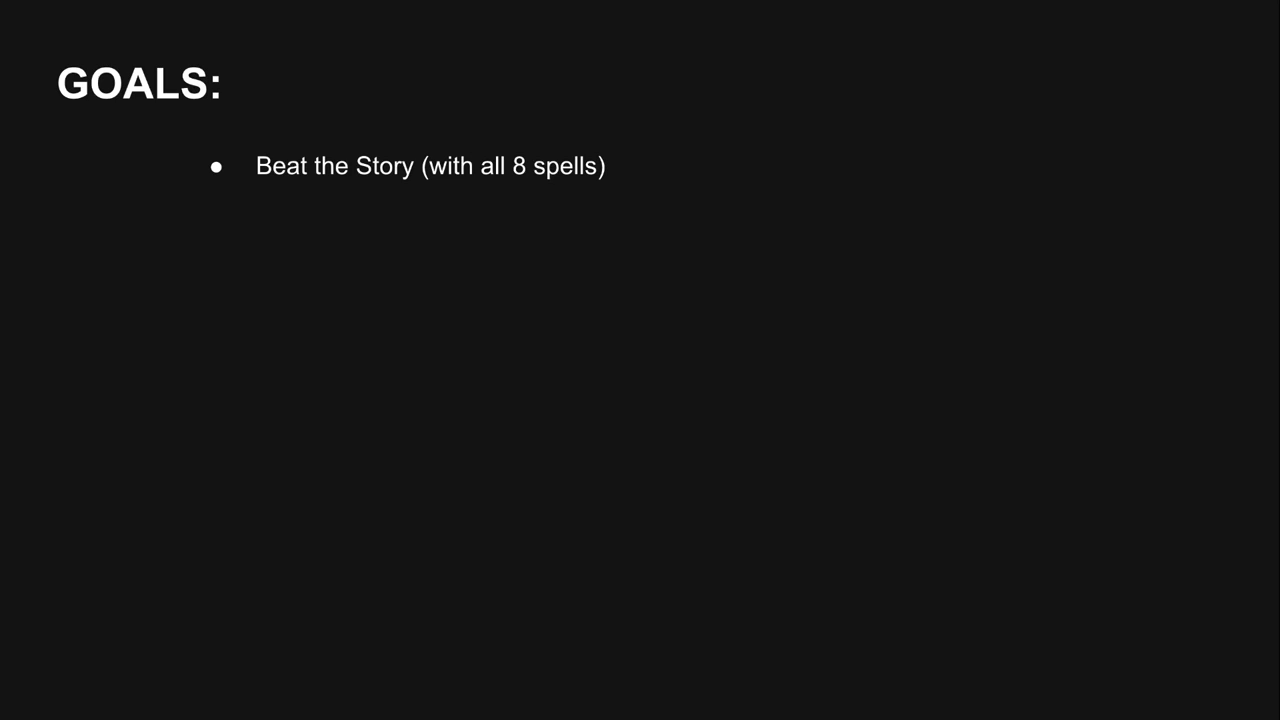 GOALS:
● Beat the Story (with all 8 spells)